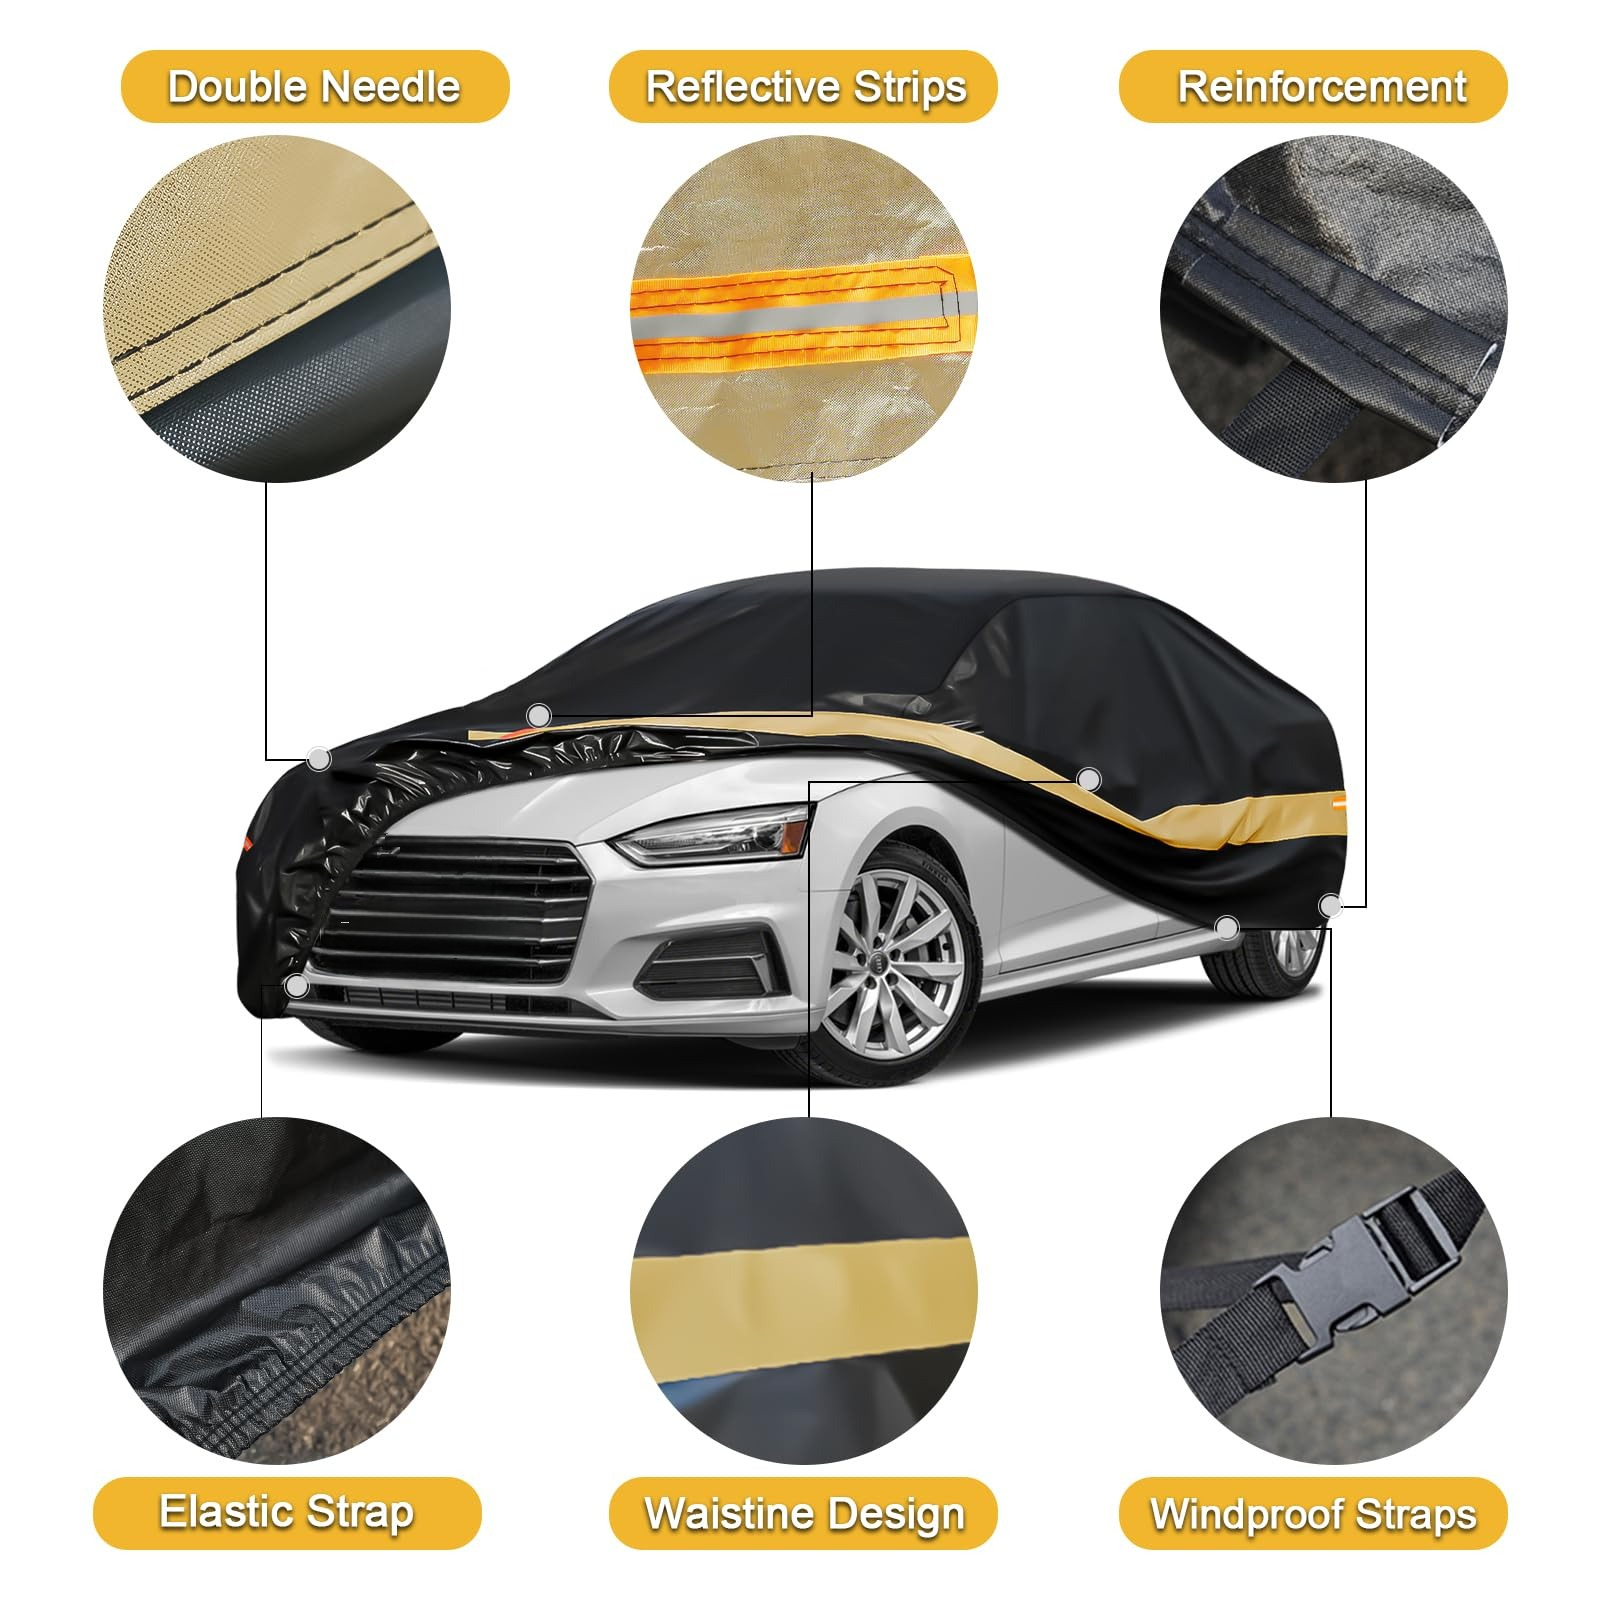 Double Needle
Reflective Strips
Reinforcement
Elastic Strap
Waistine Design
Windproof Straps